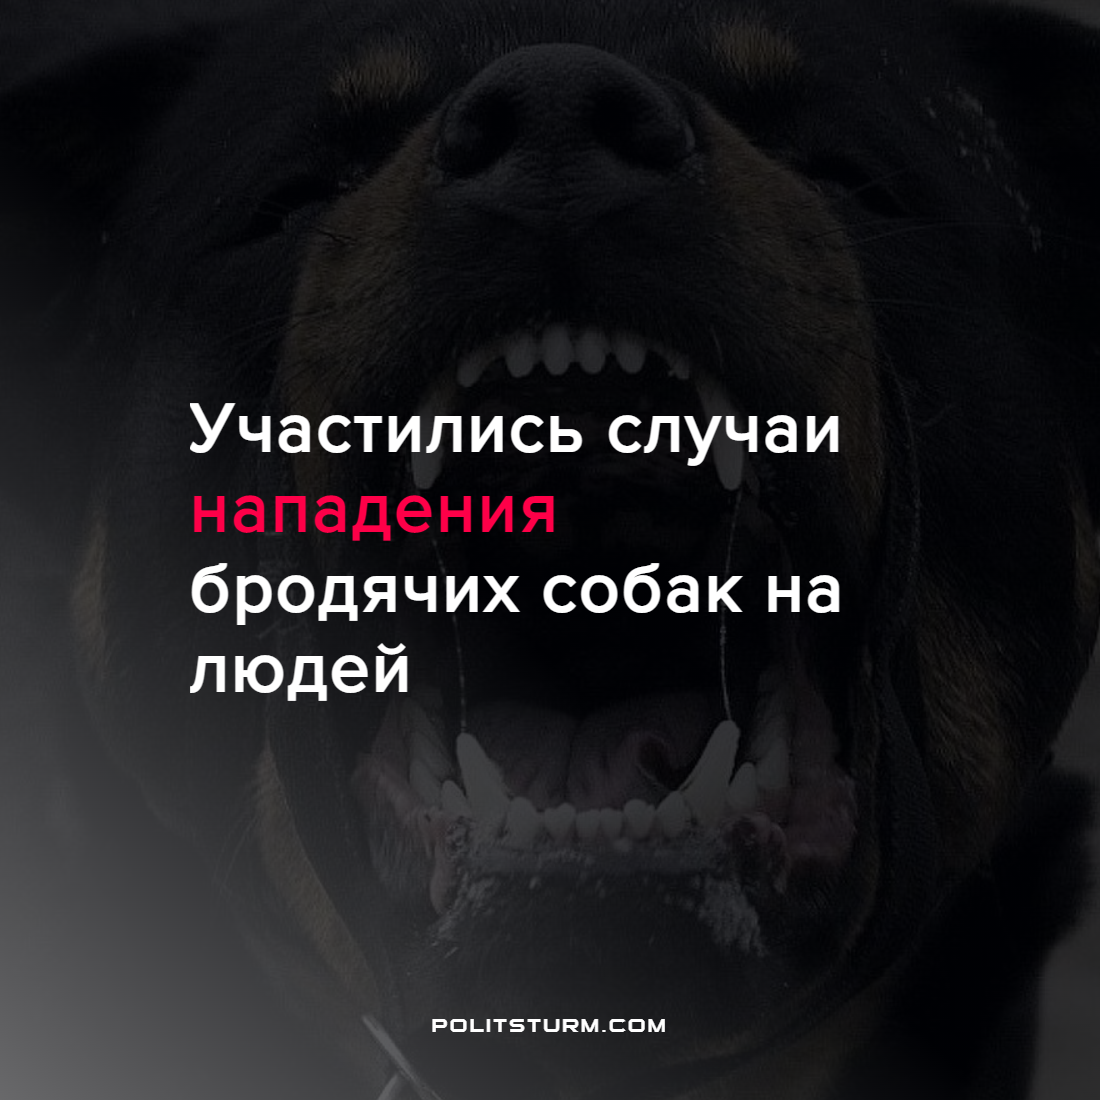 Участились случаи
нападения
бродячих собак на
людей
POLITSTURM.COM